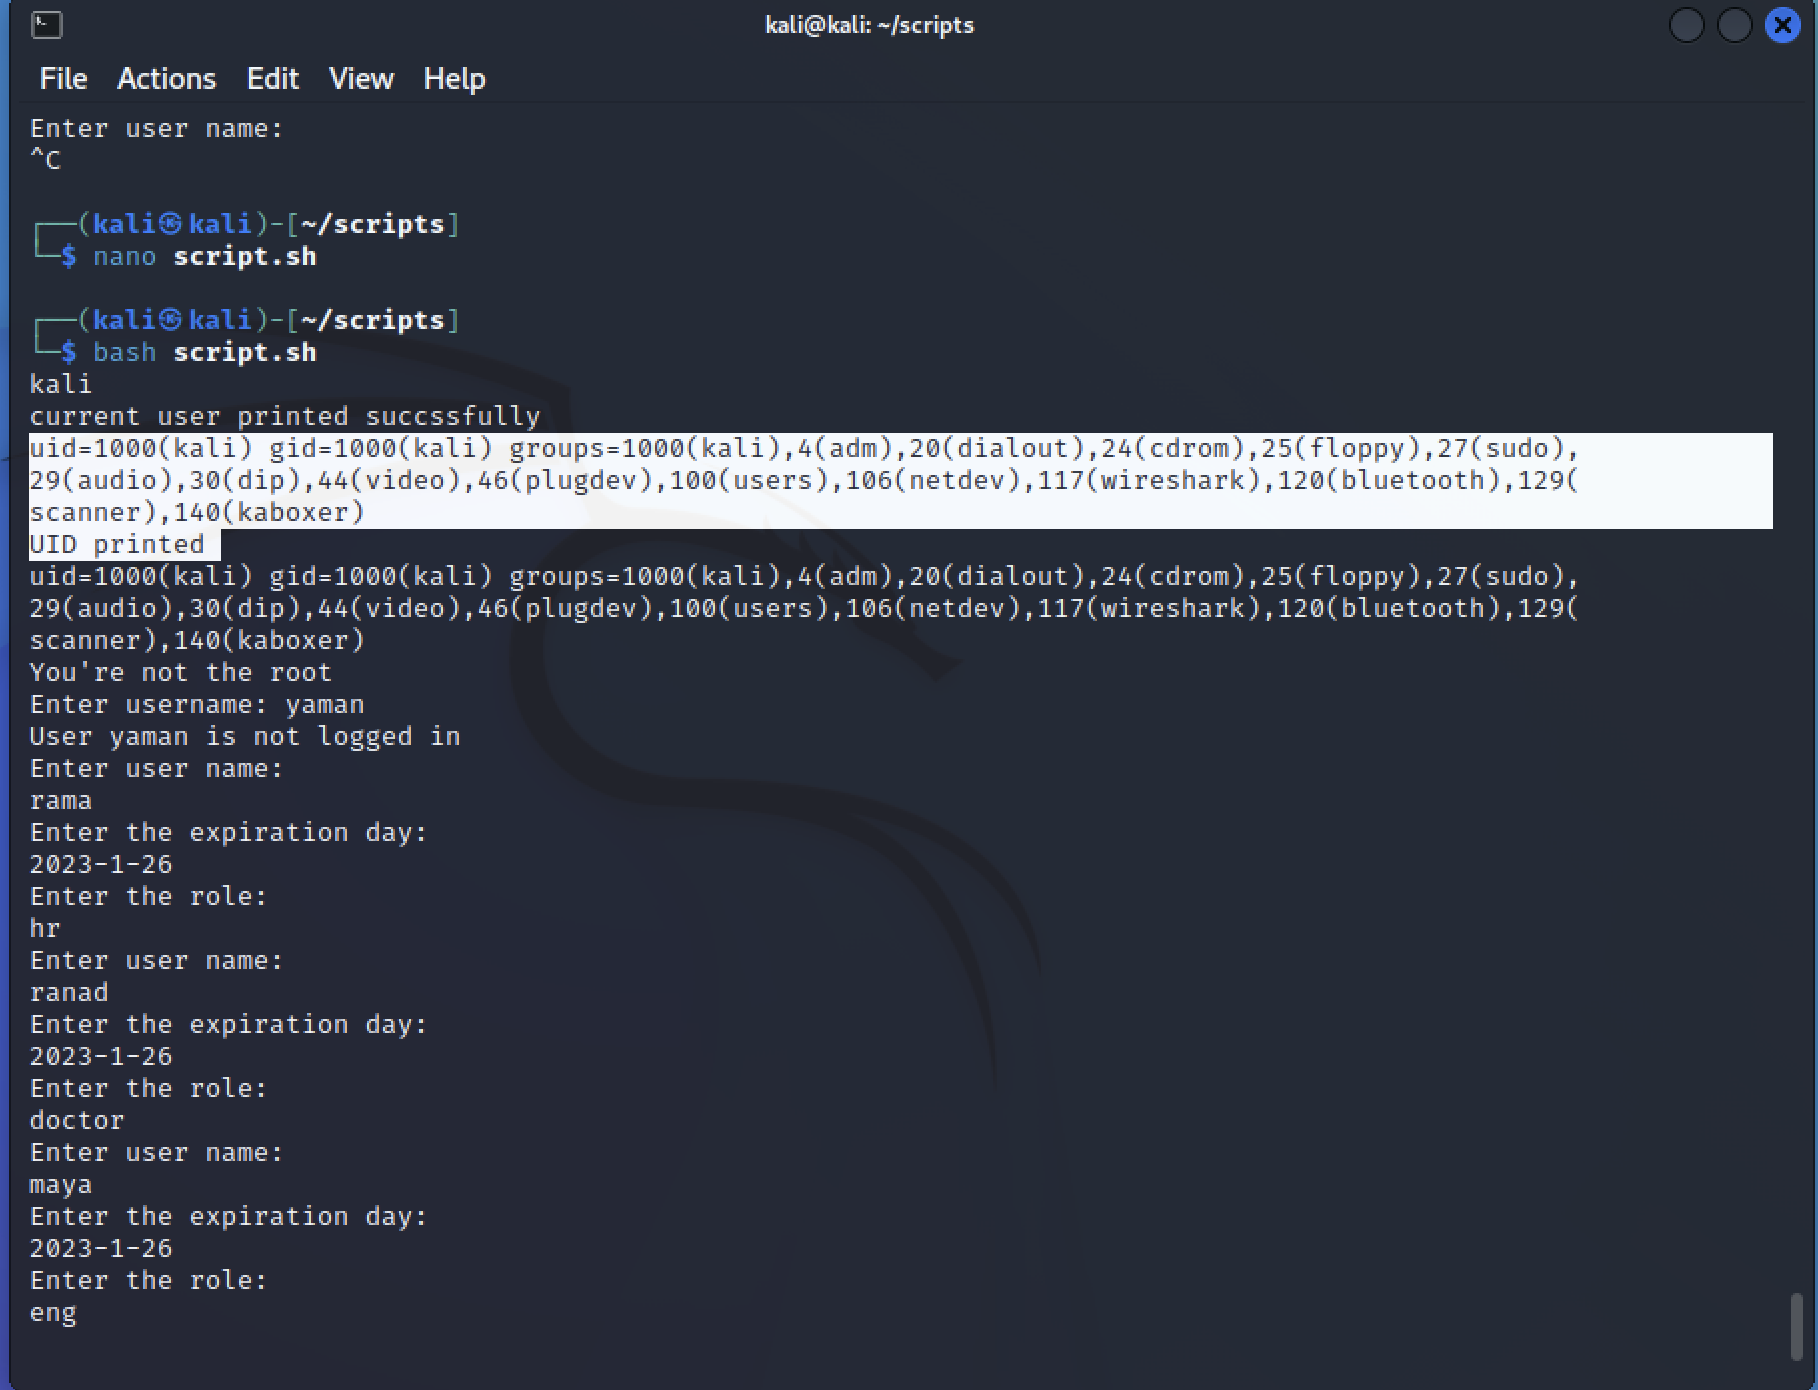 kali@kali: ~/scripts
File Actions Edit View Help
Enter user name:
^C
┌──(kali㉿kali)-[~/scripts]
└─$ nano script.sh
┌──(kali㉿kali)-[~/scripts]
└─$ bash script.sh
kali
current user printed succssfully
uid=1000(kali) gid=1000(kali) groups=1000(kali),4(adm),20(dialout),24(cdrom),25(floppy),27(sudo),
29(audio),30(dip),44(video),46(plugdev),100(users),106(netdev),117(wireshark),120(bluetooth),129(
scanner),140(kaboxer)
UID printed
uid=1000(kali) gid=1000(kali) groups=1000(kali),4(adm),20(dialout),24(cdrom),25(floppy),27(sudo),
29(audio),30(dip),44(video),46(plugdev),100(users),106(netdev),117(wireshark),120(bluetooth),129(
scanner),140(kaboxer)
You're not the root
Enter username: yaman
User yaman is not logged in
Enter user name:
rama
Enter the expiration day:
2023-1-26
Enter the role:
hr
Enter user name:
ranad
Enter the expiration day:
2023-1-26
Enter the role:
doctor
Enter user name:
maya
Enter the expiration day:
2023-1-26
Enter the role:
eng